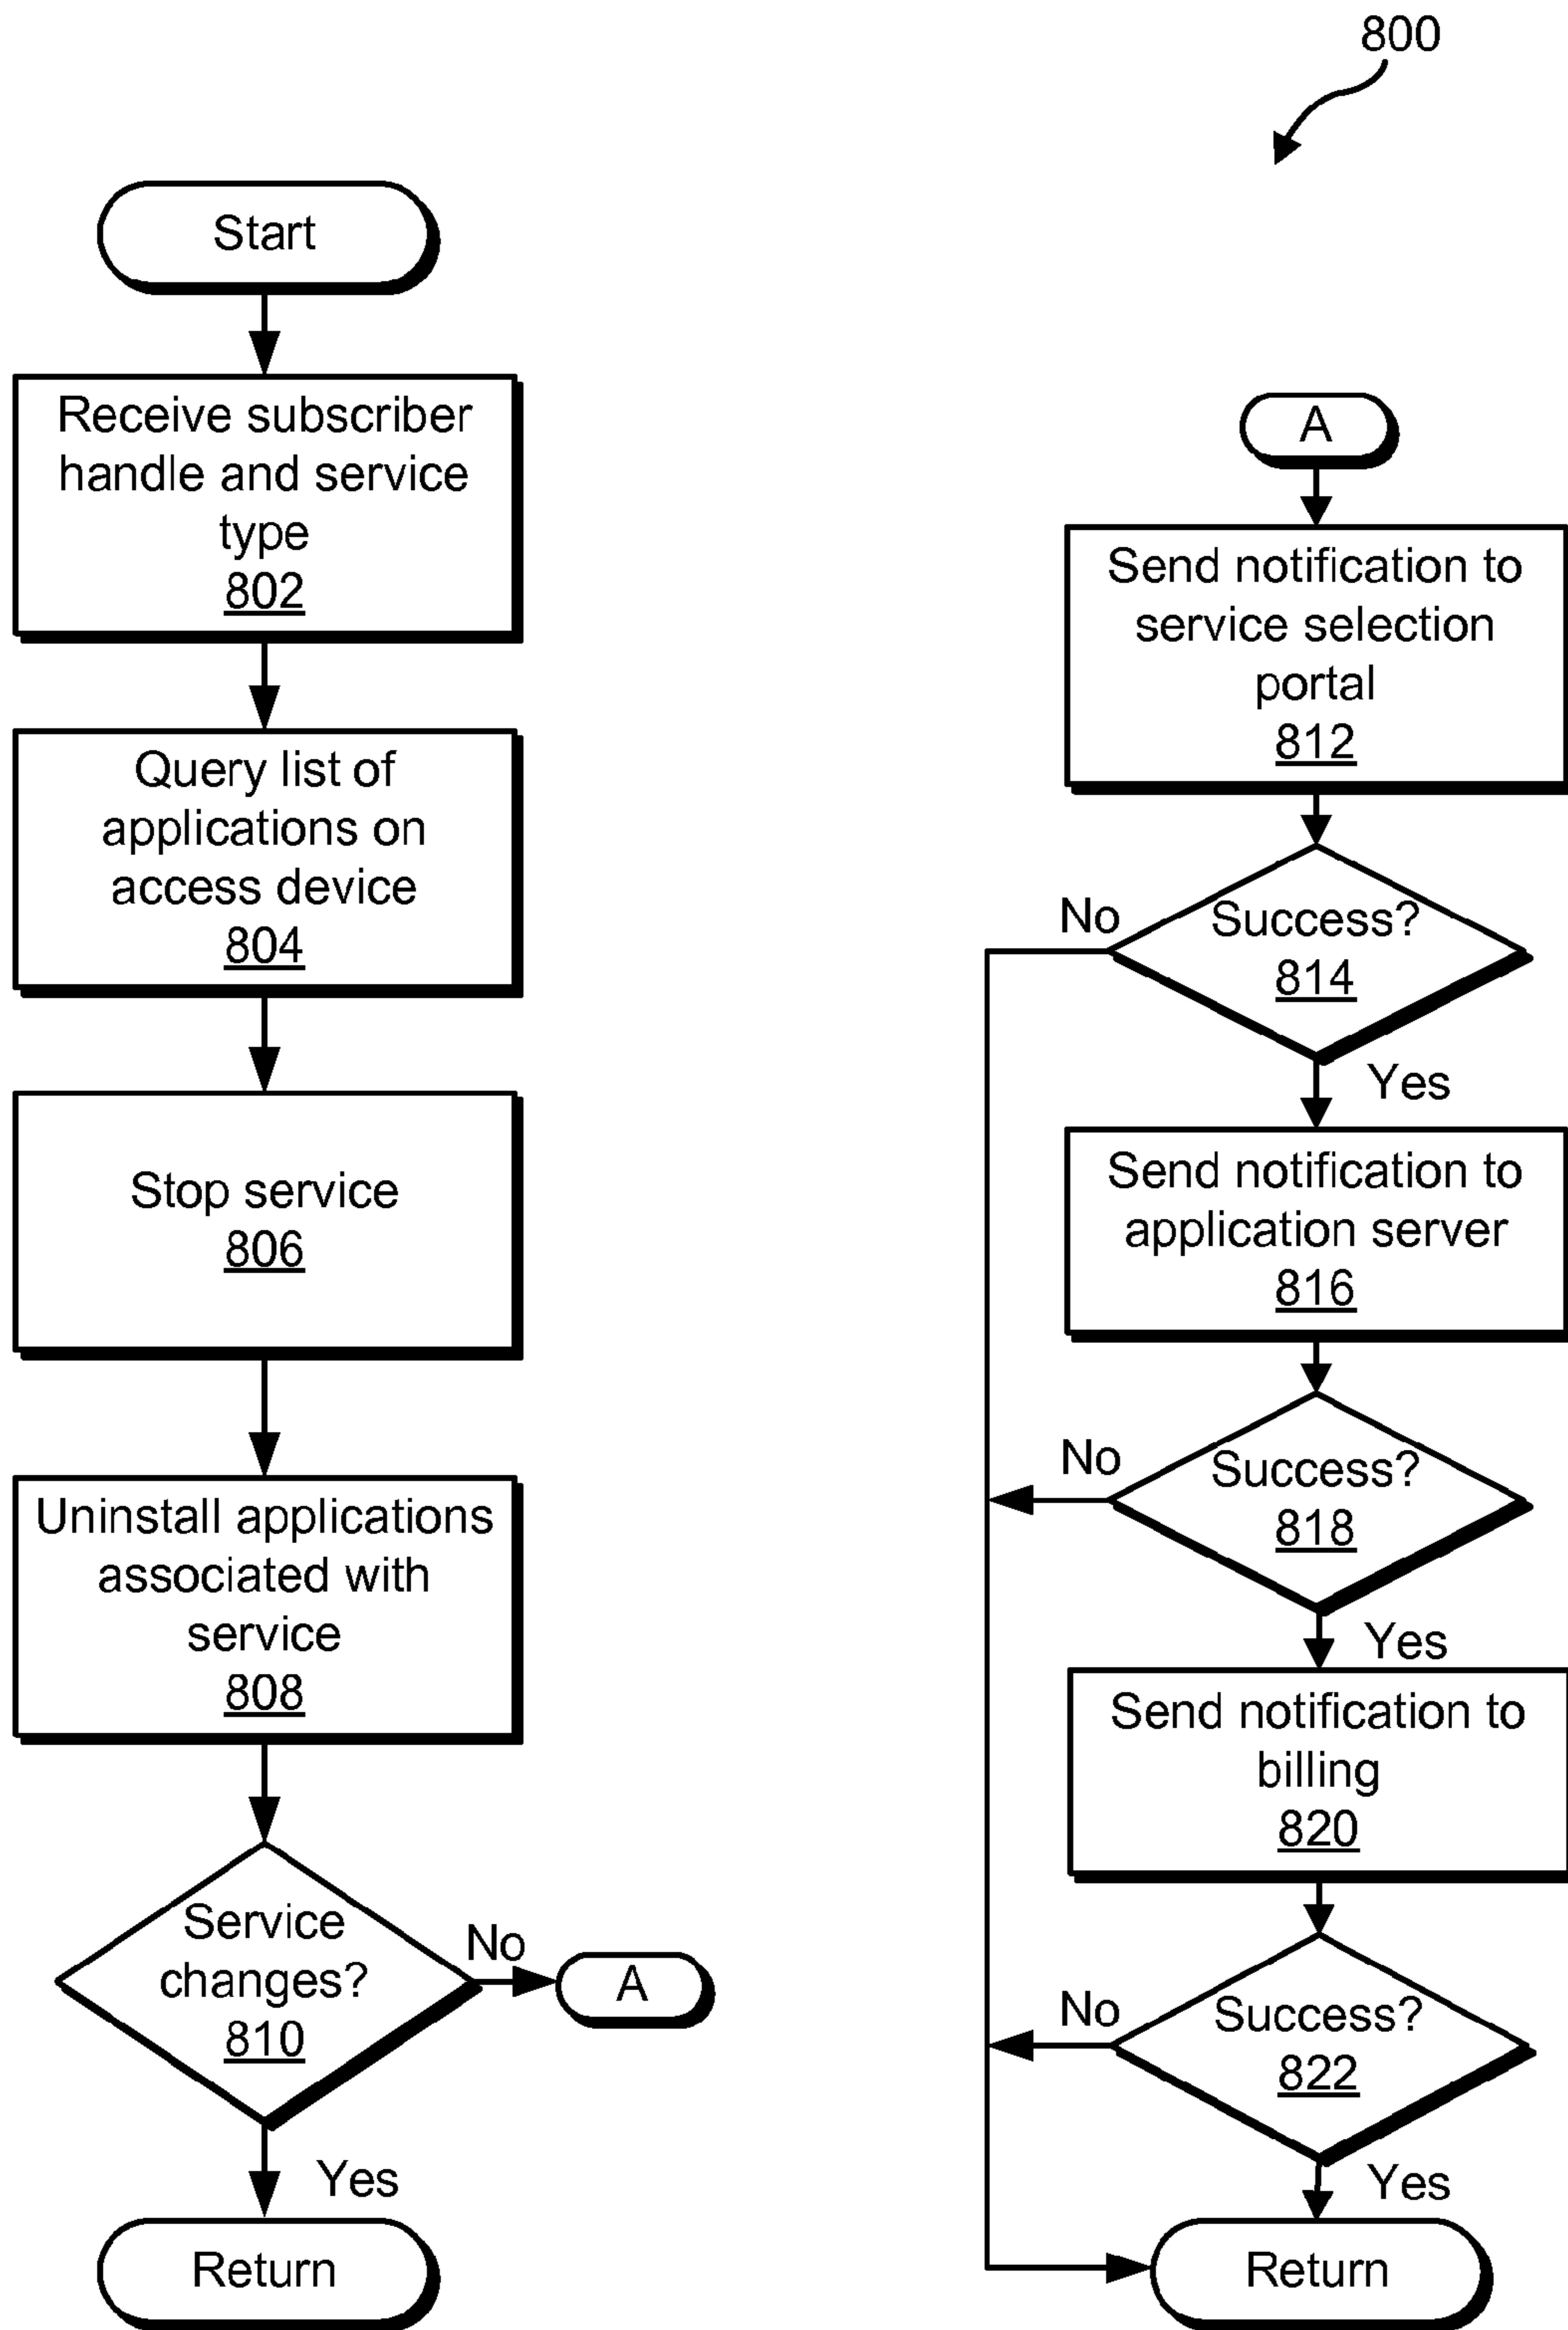 800
Start
Receive subscriber
handle and service
type
802
Query list of
applications on
access device
804
Stop service
806
Uninstall applications
associated with
service
808
Service
changes?
810
No
A
Yes
Return
A
Send notification to
service selection
portal
812
Success?
814
No
Yes
Send notification to
application server
816
Success?
818
No
Yes
Send notification to
billing
820
Success?
822
No
Yes
Return